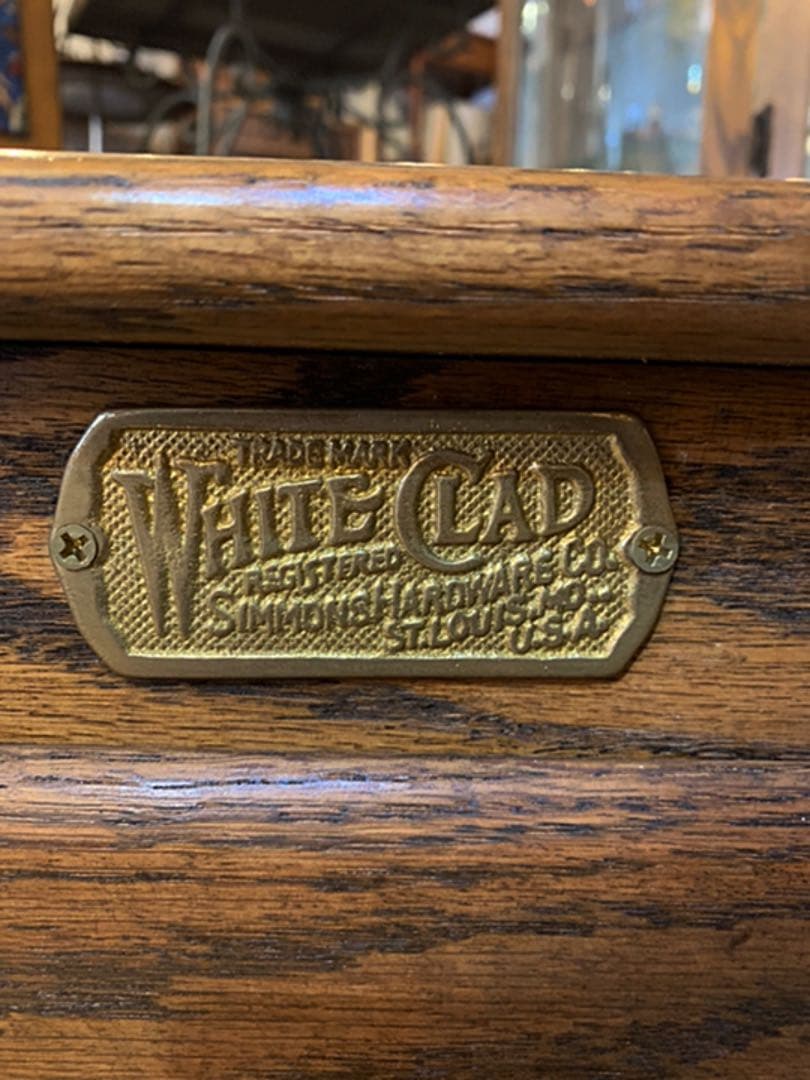 TRADE MARK
WHITE CLAD
REGISTERED
SIMMONS HARDWARE CO.
ST. LOUIS, MO.
U.S.A.